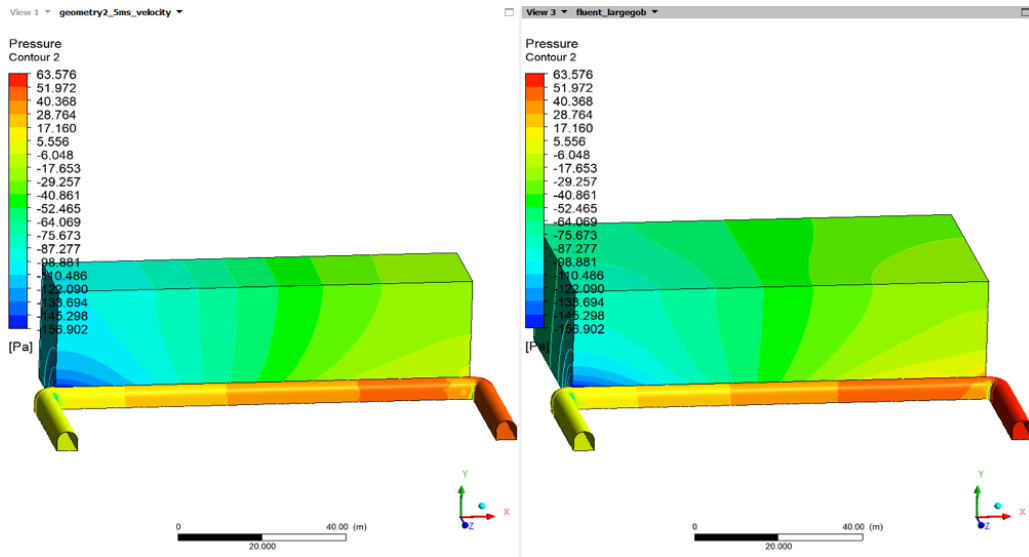 View 1 ▾ geometry2_5ms_velocity ▾
Pressure
Contour 2
63.576
51.972
40.368
28.764
17.160
5.556
-6.048
-17.653
-29.257
-40.861
-52.465
-64.069
-75.673
-87.277
-98.881
-110.486
-122.090
-133.694
-145.298
-156.902
[Pa]
Y
X
Z
0
40.00 (m)
20.000
View 3 ▾ fluent_largegob ▾
Pressure
Contour 2
63.576
51.972
40.368
28.764
17.160
5.556
-6.048
-17.653
-29.257
-40.861
-52.465
-64.069
-75.673
-87.277
-98.881
-110.486
-122.090
-133.694
-145.298
-156.902
[Pa]
Y
X
Z
0
40.00 (m)
20.000